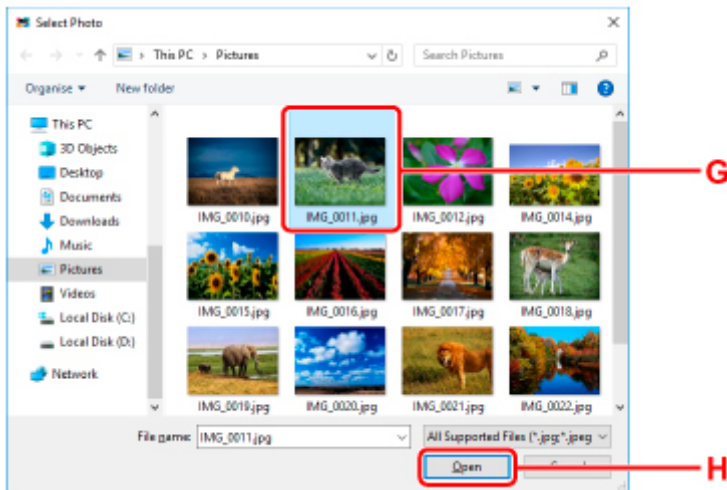 Select Photo
This PC > Pictures
Search Pictures
Organise
New folder
This PC
3D Objects
Desktop
Documents
Downloads
Music
Pictures
Videos
Local Disk (C:)
Local Disk (D:)
Network
IMG_0010.jpg IMG_0011.jpg IMG_0012.jpg IMG_0014.jpg
IMG_0015.jpg IMG_0016.jpg IMG_0017.jpg IMG_0018.jpg
IMG_0019.jpg IMG_0020.jpg IMG_0021.jpg IMG_0022.jpg
G
File name: IMG_0011.jpg
All Supported Files (*.jpg;*.jpeg
Open
H